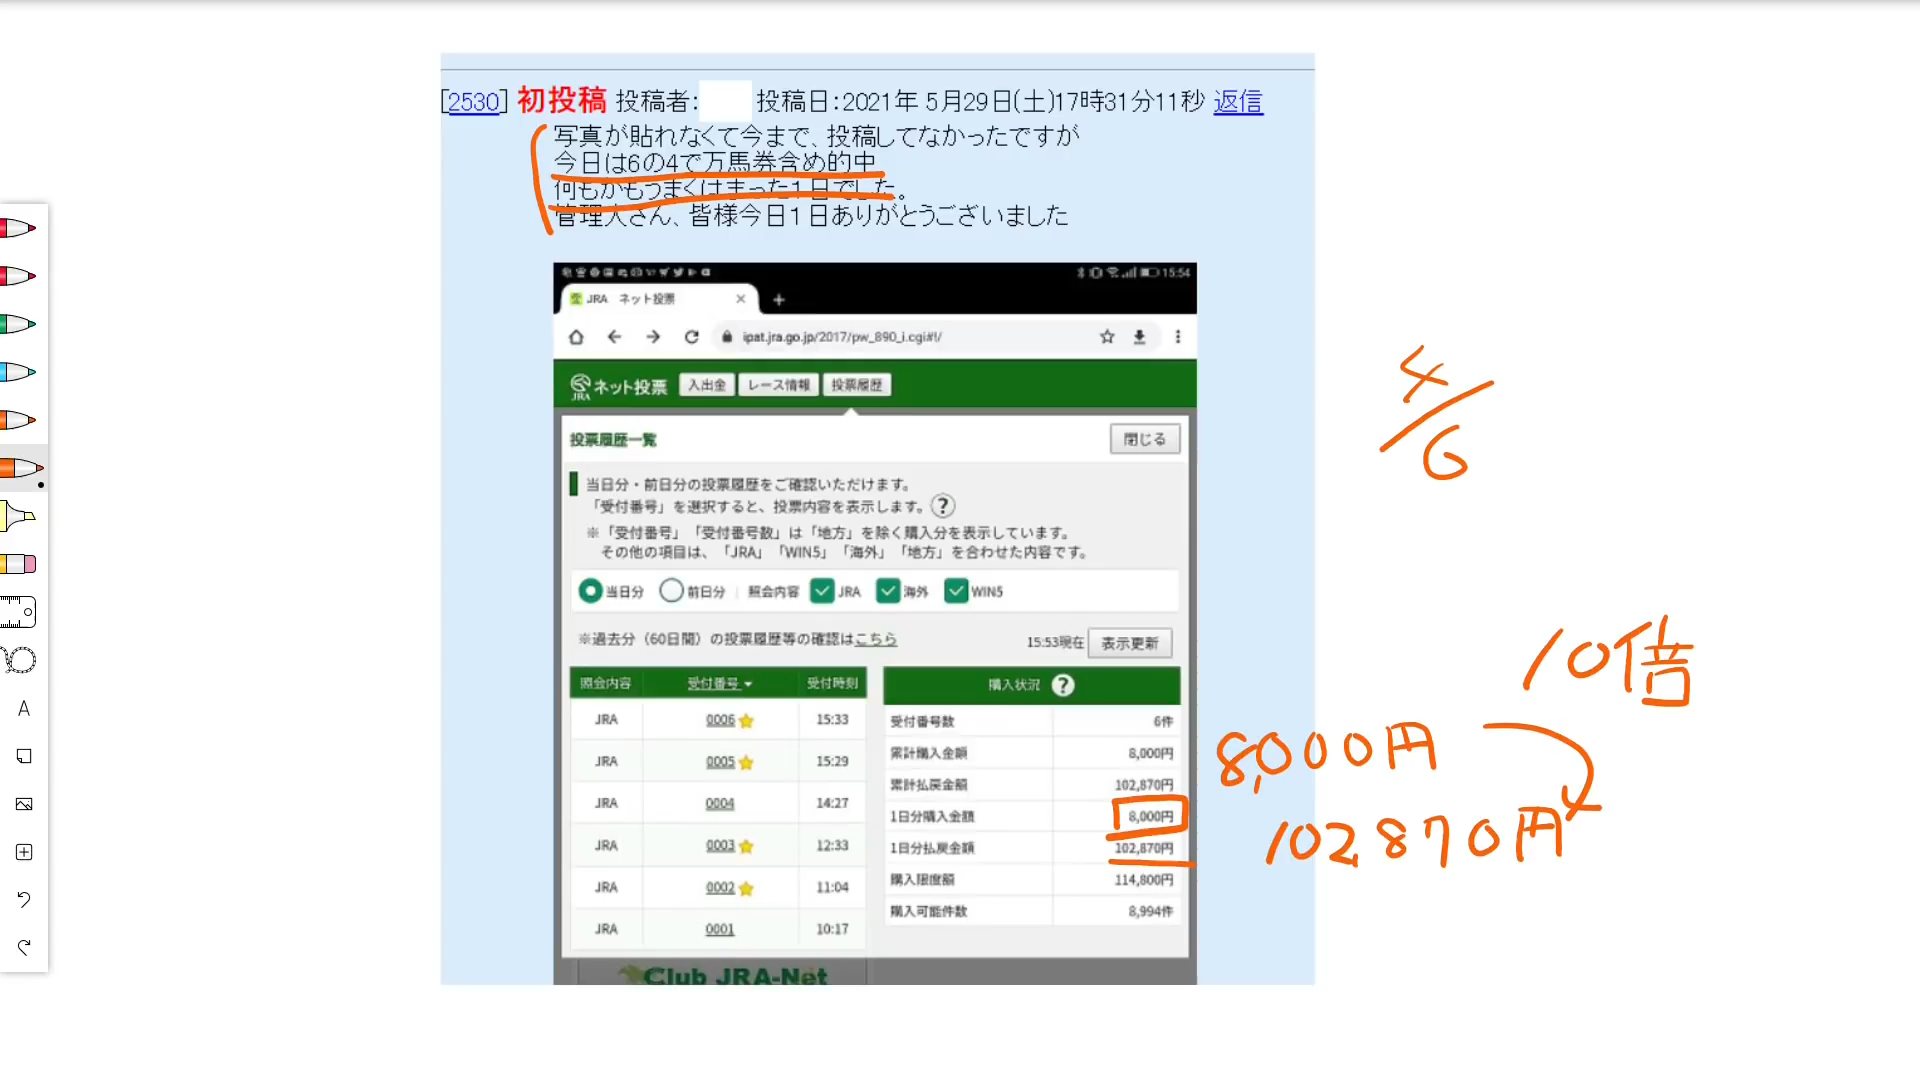 [2530] 初投稿 投稿者: 投稿日:2021年 5月29日(土)17時31分11秒 返信
写真が貼れなくて今まで、投稿してなかったですが
今日は6の4で万馬券含め的中
何もかもうまくはまった１日でした。
管理人さん、皆様今日１日ありがとうございました
15:54
JRA ネット投票
ipat.jra.go.jp/2017/pw_890_i.cgi#!/
JRA ネット投票 入出金 レース情報 投票履歴
投票履歴一覧 閉じる
当日分・前日分の投票履歴をご確認いただけます。
「受付番号」を選択すると、投票内容を表示します。 ?
※「受付番号」「受付番号数」は「地方」を除く購入分を表示しています。
その他の項目は、「JRA」「WIN5」「海外」「地方」を合わせた内容です。
当日分 前日分 照会内容 JRA 海外 WIN5
※過去分（60日間）の投票履歴等の確認はこちら 15:53現在 表示更新
照会内容 受付番号 受付時刻
JRA 0006 15:33
JRA 0005 15:29
JRA 0004 14:27
JRA 0003 12:33
JRA 0002 11:04
JRA 0001 10:17
購入状況 ?
受付番号数 6件
累計購入金額 8,000円
累計払戻金額 102,870円
1日分購入金額 8,000円
1日分払戻金額 102,870円
購入限度額 114,800円
購入可能件数 8,994件
Club JRA-Net
4/6
10倍
8,000円
102,870円
A